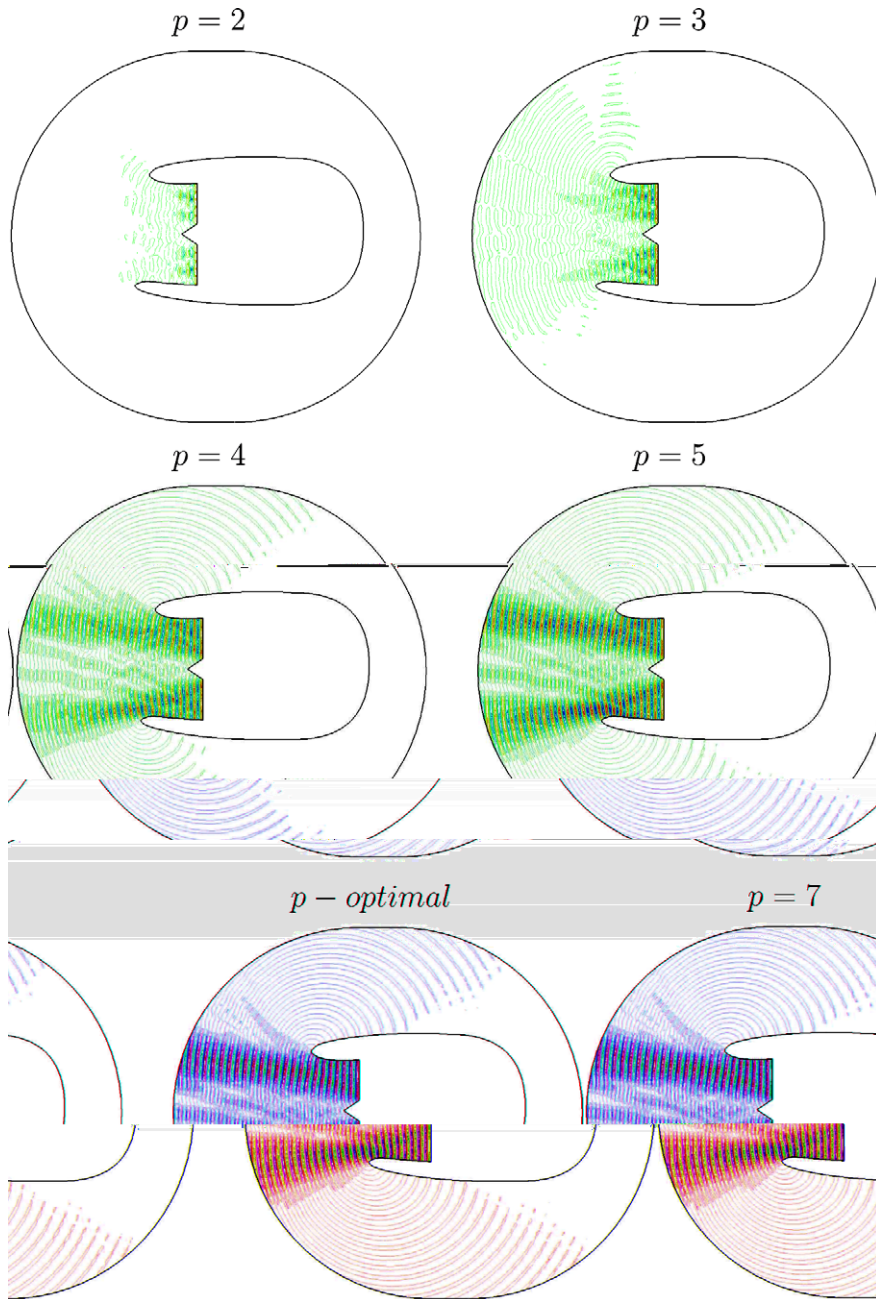 p = 2
p = 3
p = 4
p = 5
p − optimal
p = 7